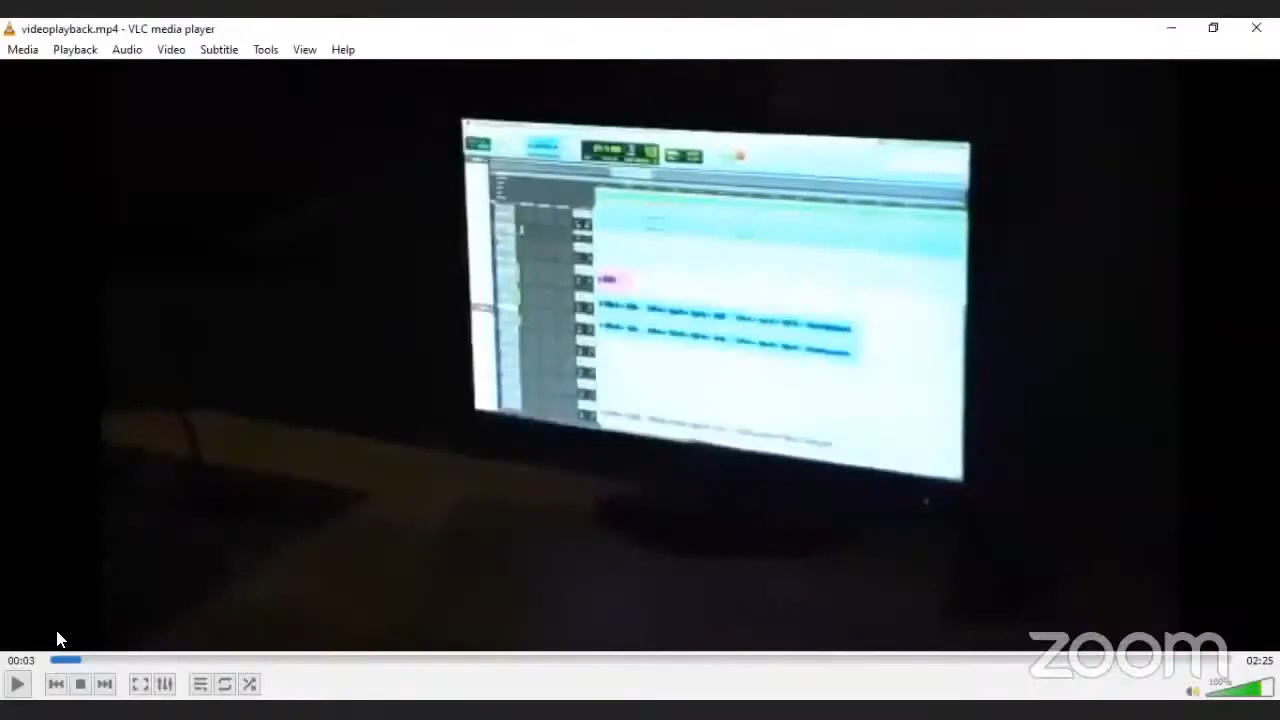 videoplayback.mp4 - VLC media player
Media Playback Audio Video Subtitle Tools View Help
00:03
02:25
zoom
100%